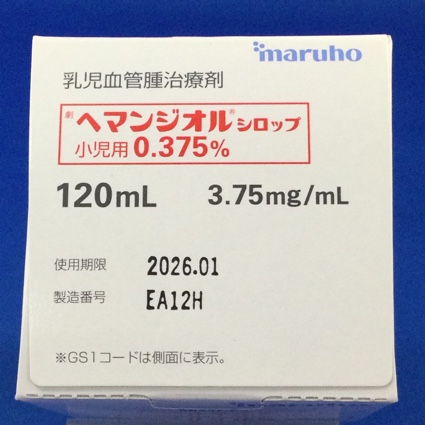 maruho
乳児血管腫治療剤
劇 ヘマンジオル® シロップ
小児用 0.375%
120mL 3.75mg/mL
使用期限 2026.01
製造番号 EA12H
※GS1コードは側面に表示。